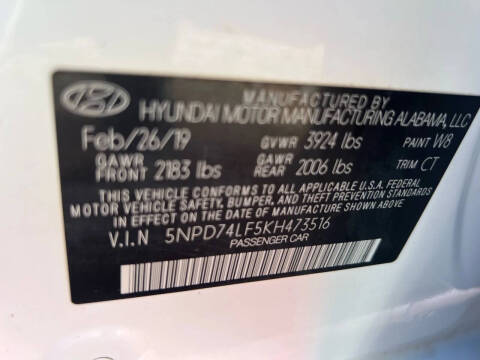 MANUFACTURED BY
HYUNDAI MOTOR MANUFACTURING ALABAMA, LLC
Feb/26/19 GVWR 3924 lbs PAINT W8
GAWR FRONT 2183 lbs GAWR REAR 2006 lbs TRIM CT
THIS VEHICLE CONFORMS TO ALL APPLICABLE U.S.A. FEDERAL
MOTOR VEHICLE SAFETY, BUMPER, AND THEFT PREVENTION STANDARDS
IN EFFECT ON THE DATE OF MANUFACTURE SHOWN ABOVE.
V.I.N 5NPD74LF5KH473516
PASSENGER CAR